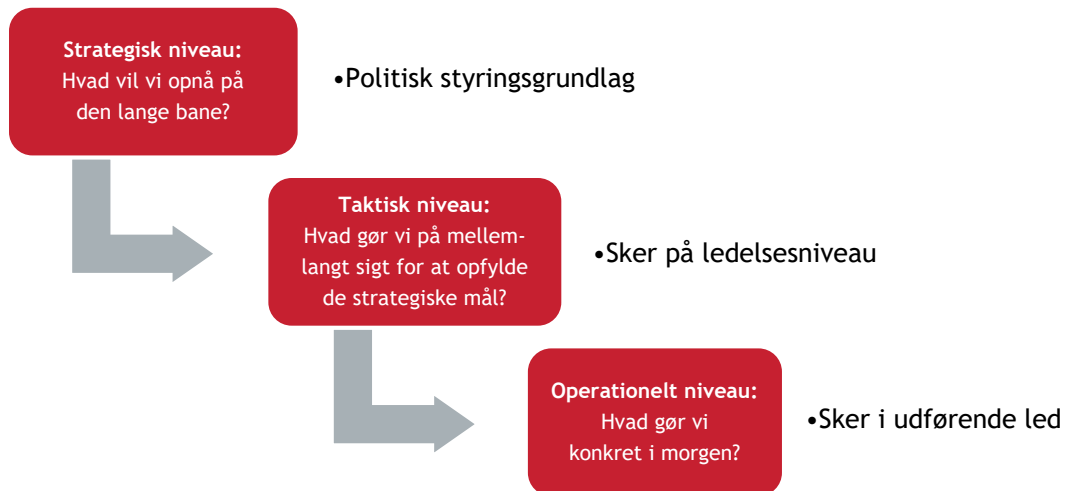 Strategisk niveau:
Hvad vil vi opnå på
den lange bane?
•Politisk styringsgrundlag
Taktisk niveau:
Hvad gør vi på mellem-
langt sigt for at opfylde
de strategiske mål?
•Sker på ledelsesniveau
Operationelt niveau:
Hvad gør vi
konkret i morgen?
•Sker i udførende led